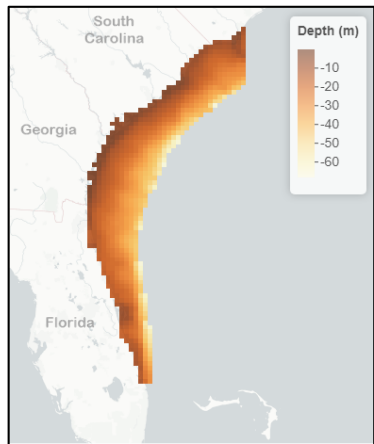 South
Carolina
Georgia
Florida
Depth (m)
-10
-20
-30
-40
-50
-60